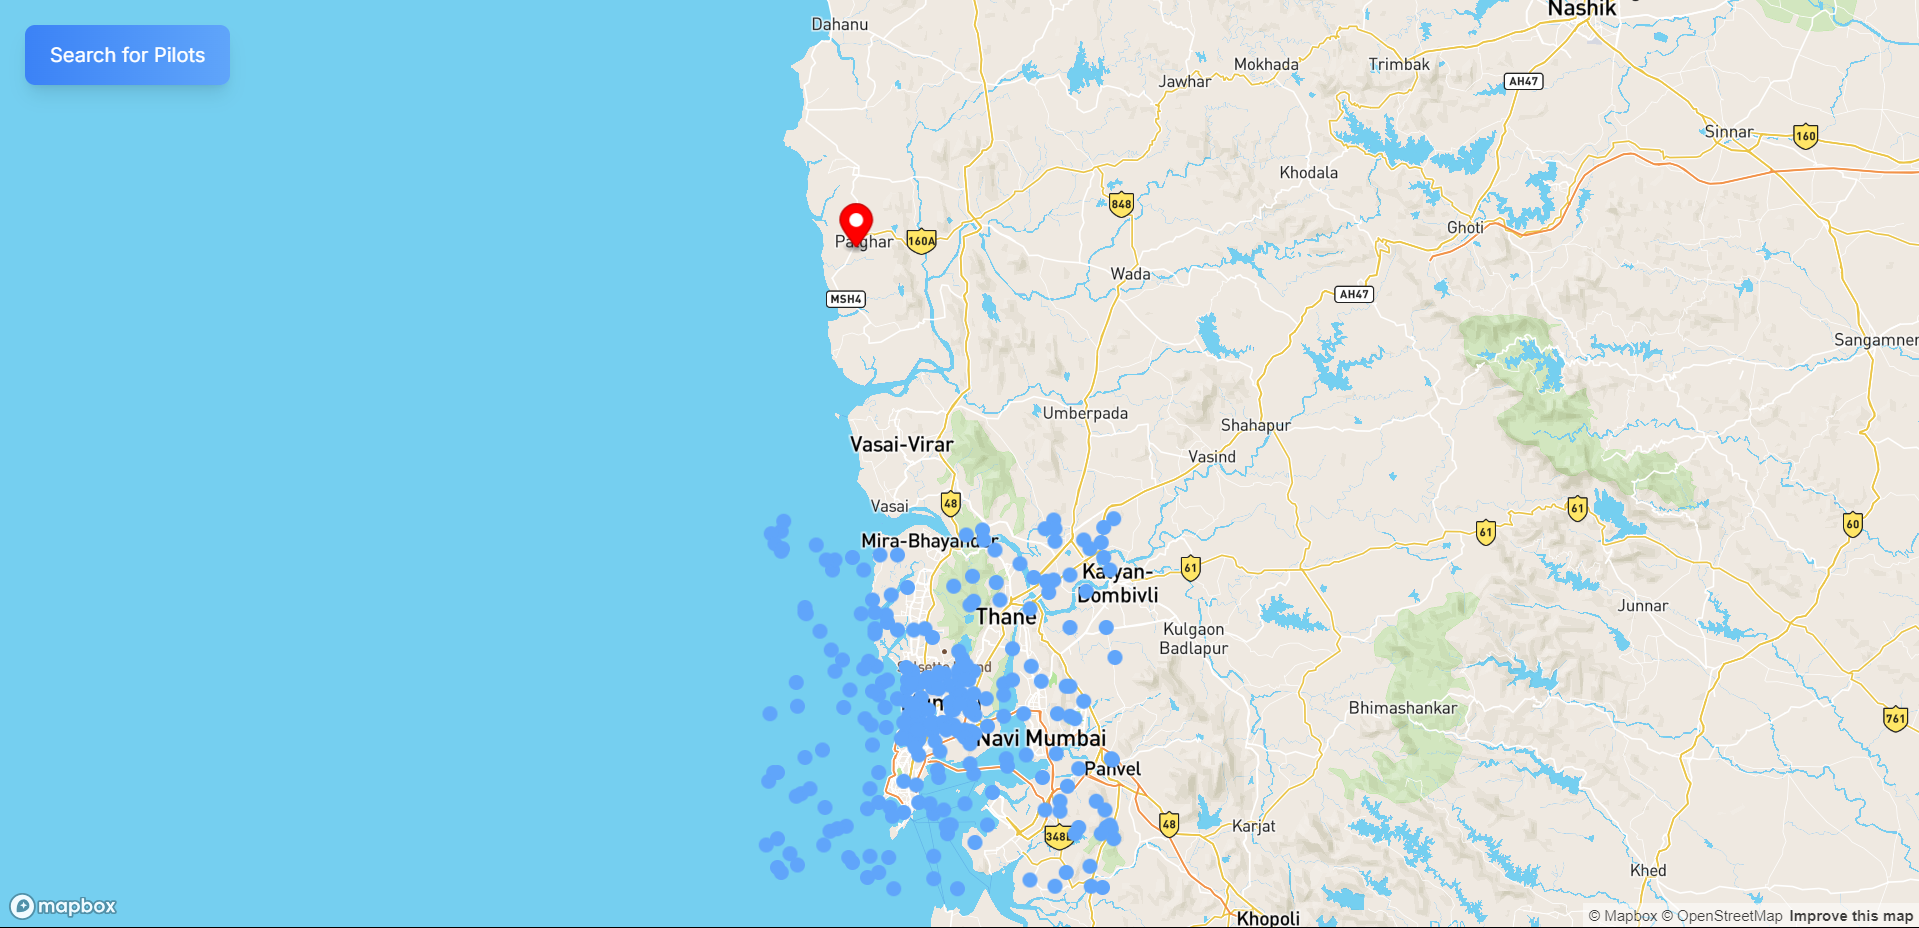 Search for Pilots
Dahanu
Nashik
Mokhada
Trimbak
Jawhar
AH47
Sinnar
160
Khodala
848
Ghoti
Palghar
160A
Wada
MSH4
AH47
Sangamner
Umberpada
Shahapur
Vasai-Virar
Vasind
48
Vasai
61
60
61
Mira-Bhayander
Kalyan-
Dombivli
61
Thane
Junnar
Kulgaon
Badlapur
Bhimashankar
761
Navi Mumbai
Panvel
48
Karjat
Khed
mapbox
Khopoli
© Mapbox © OpenStreetMap Improve this map